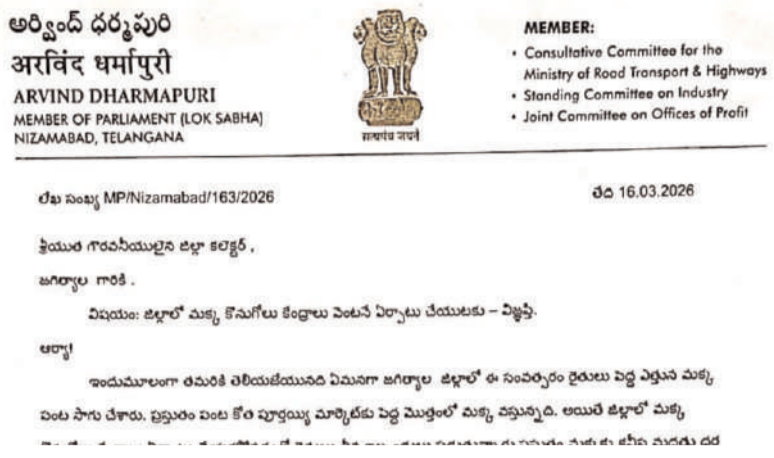 అర్వింద్ ధర్మపురి
अरविंद धर्मापुरी
ARVIND DHARMAPURI
MEMBER OF PARLIAMENT (LOK SABHA)
NIZAMABAD, TELANGANA
सत्यमेव जयते
MEMBER:
• Consultative Committee for the
Ministry of Road Transport & Highways
• Standing Committee on Industry
• Joint Committee on Offices of Profit
లేఖ సంఖ్య MP/Nizamabad/163/2026
తేది 16.03.2026
శ్రీయుత గౌరవనీయులైన జిల్లా కలెక్టర్ ,
జగిత్యాల గారికి .
విషయం: జిల్లాలో మక్క కొనుగోలు కేంద్రాలు వెంటనే ఏర్పాటు చేయుటకు – విజ్ఞప్తి.
ఆర్యా!
ఇందుమూలంగా తమరికి తెలియజేయునది ఏమనగా జగిత్యాల జిల్లాలో ఈ సంవత్సరం రైతులు పెద్ద ఎత్తున మక్క
పంట సాగు చేశారు. ప్రస్తుతం పంట కోత పూర్తయ్యి మార్కెట్‌కు పెద్ద మొత్తంలో మక్క వస్తున్నది. అయితే జిల్లాలో మక్క